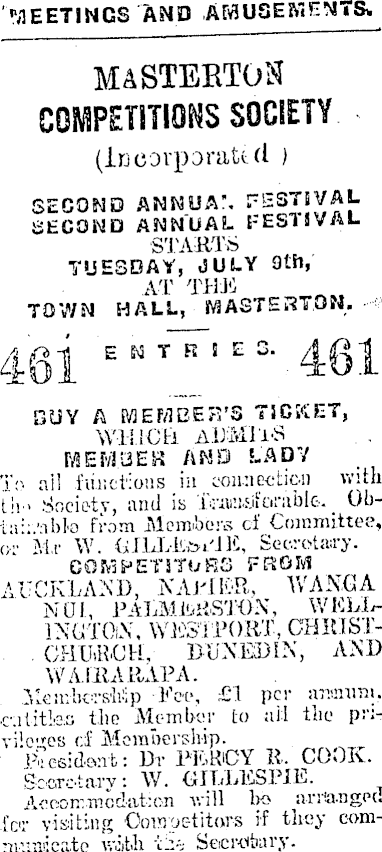 MEETINGS AND AMUSEMENTS.
MASTERTON
COMPETITIONS SOCIETY
(Incorporated )
SECOND ANNUAL FESTIVAL
SECOND ANNUAL FESTIVAL
STARTS
TUESDAY, JULY 9th,
AT THE
TOWN HALL, MASTERTON.
461 ENTRIES. 461
BUY A MEMBER'S TICKET,
WHICH ADMITS
MEMBER AND LADY
To all functions in connection with
the Society, and is Transferable. Ob-
tainable from Members of Committee,
or Mr W. GILLESPIE, Secretary.
COMPETITORS FROM
AUCKLAND, NAPIER, WANGA
NUI, PALMERSTON, WELL-
INGTON, WESTPORT, CHRIST-
CHURCH, DUNEDIN, AND
WAIRARAPA.
Membership Fee, £1 per annum,
entitles the Member to all the pri-
vileges of Membership.
President: Dr PERCY R. COOK.
Secretary: W. GILLESPIE.
Accommodation will be arranged
for visiting Competitors if they com-
municate with the Secretary.